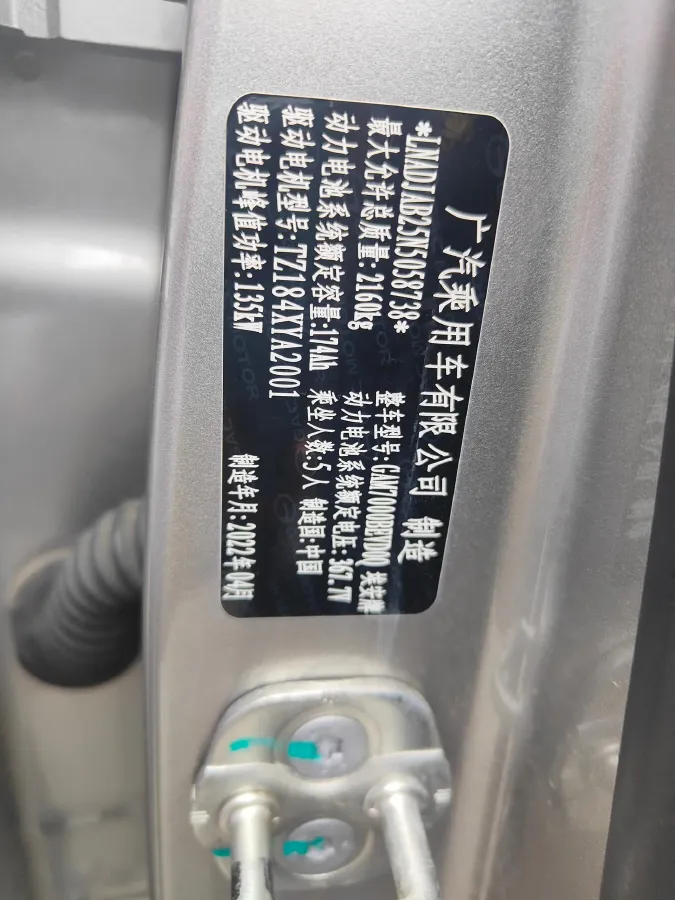 广汽乘用车有限公司 制造
*LNADJAB25N5058738* 整车型号:GAM7000BEVD0Q 埃安牌
最大允许总质量:2160kg 动力电池系统额定电压:367.7V
动力电池系统额定容量:174Ah 乘坐人数:5人 制造国:中国
驱动电机型号:TZ184XYA2001
驱动电机峰值功率:135kW 制造年月:2022年04月